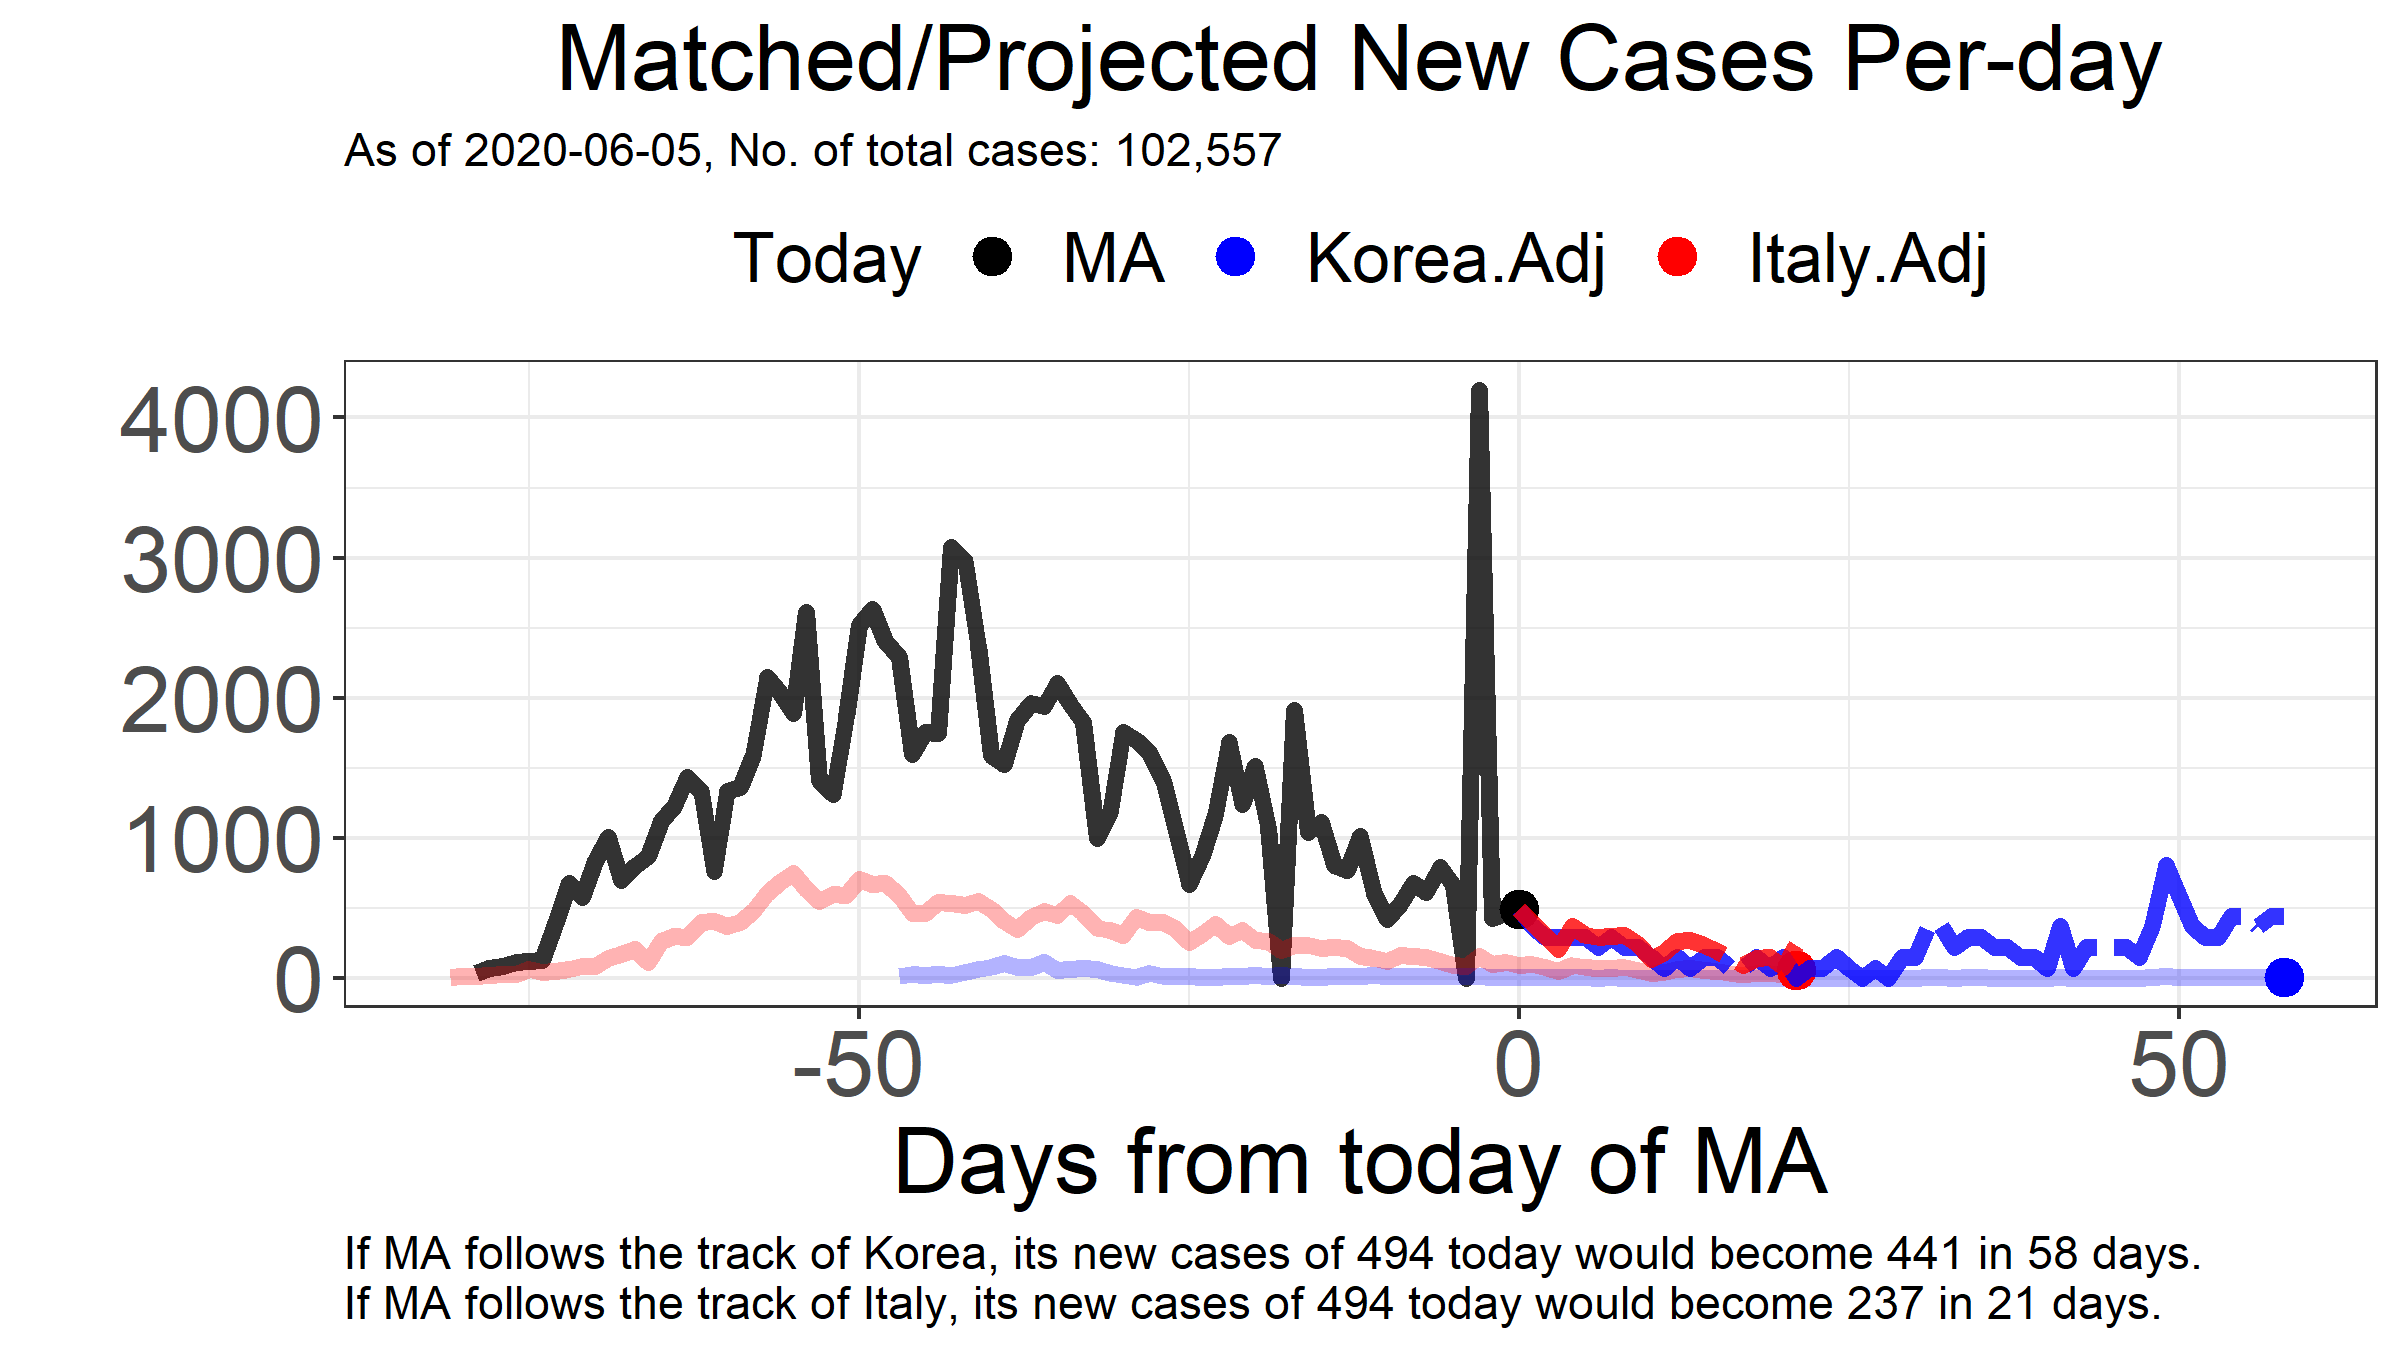 Matched/Projected New Cases Per-day
As of 2020-06-05, No. of total cases: 102,557
Today MA Korea.Adj Italy.Adj
4000
3000
2000
1000
0
-50 0 50
Days from today of MA
If MA follows the track of Korea, its new cases of 494 today would become 441 in 58 days.
If MA follows the track of Italy, its new cases of 494 today would become 237 in 21 days.